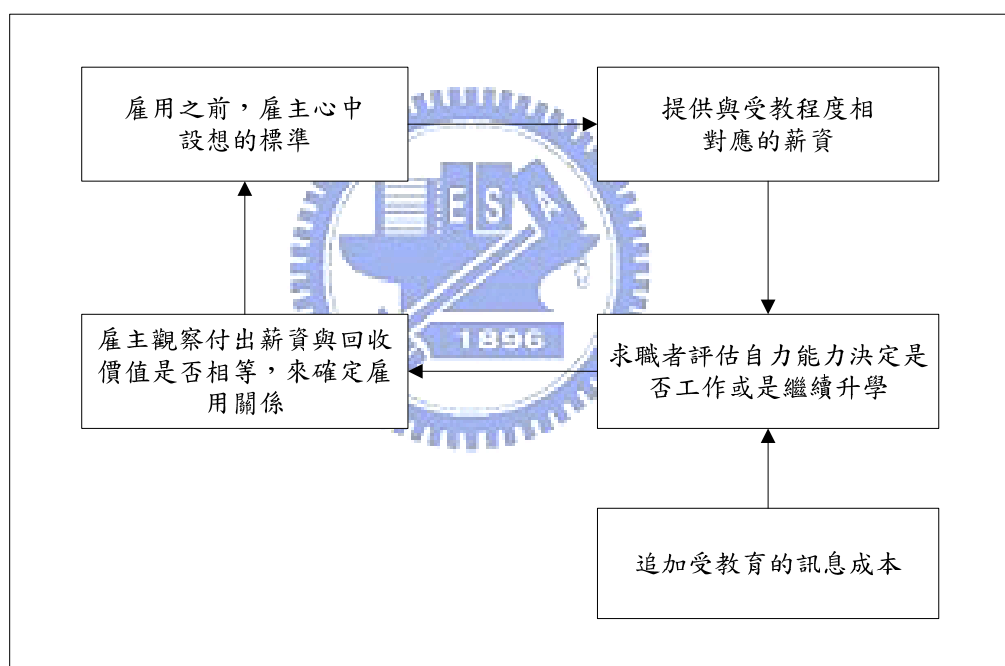 雇用之前，雇主心中
設想的標準
提供與受教程度相
對應的薪資
雇主觀察付出薪資與回收
價值是否相等，來確定雇
用關係
求職者評估自力能力決定是
否工作或是繼續升學
追加受教育的訊息成本
E S A
1896